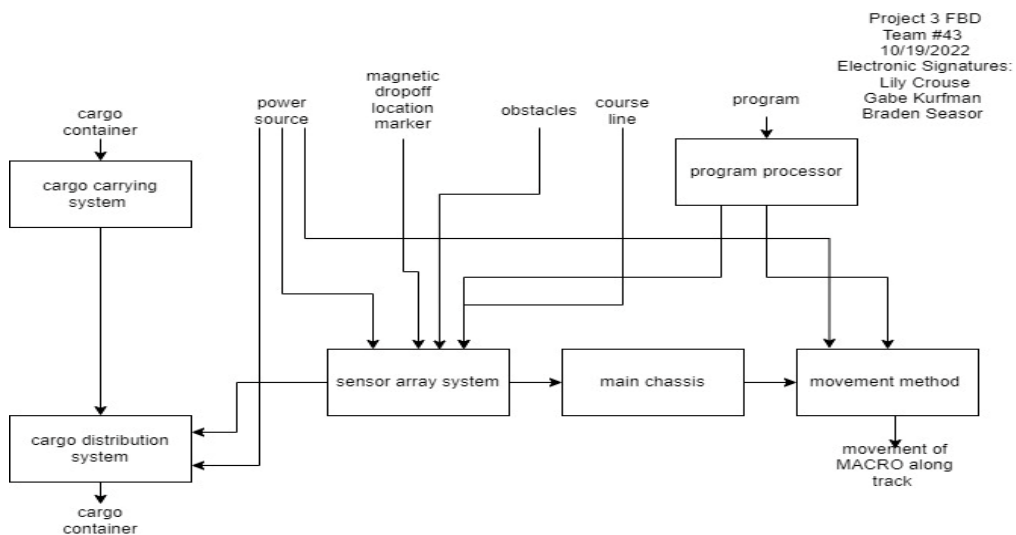 Project 3 FBD
Team #43
10/19/2022
Electronic Signatures:
Lily Crouse
Gabe Kurfman
Braden Seasor
cargo
container
power
source
magnetic
dropoff
location
marker
obstacles
course
line
program
cargo carrying
system
program processor
sensor array system
main chassis
movement method
cargo distribution
system
movement of
MACRO along
track
cargo
container